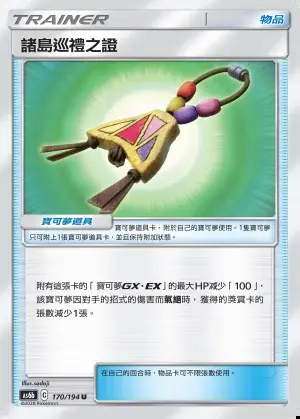 TRAINER 物品
諸島巡禮之證
寶可夢道具
寶可夢道具卡,附於自己的寶可夢使用。1隻寶可夢
只可附上1張寶可夢道具卡,並且保持附加狀態。
附有這張卡的「寶可夢GX・EX」的最大HP減少「100」,
該寶可夢因對手的招式的傷害而氣絕時,獲得的獎賞卡的
張數減少1張。
Illus. sadaji
在自己的回合時,物品卡可不限張數使用。
AS6b C 170/194 U